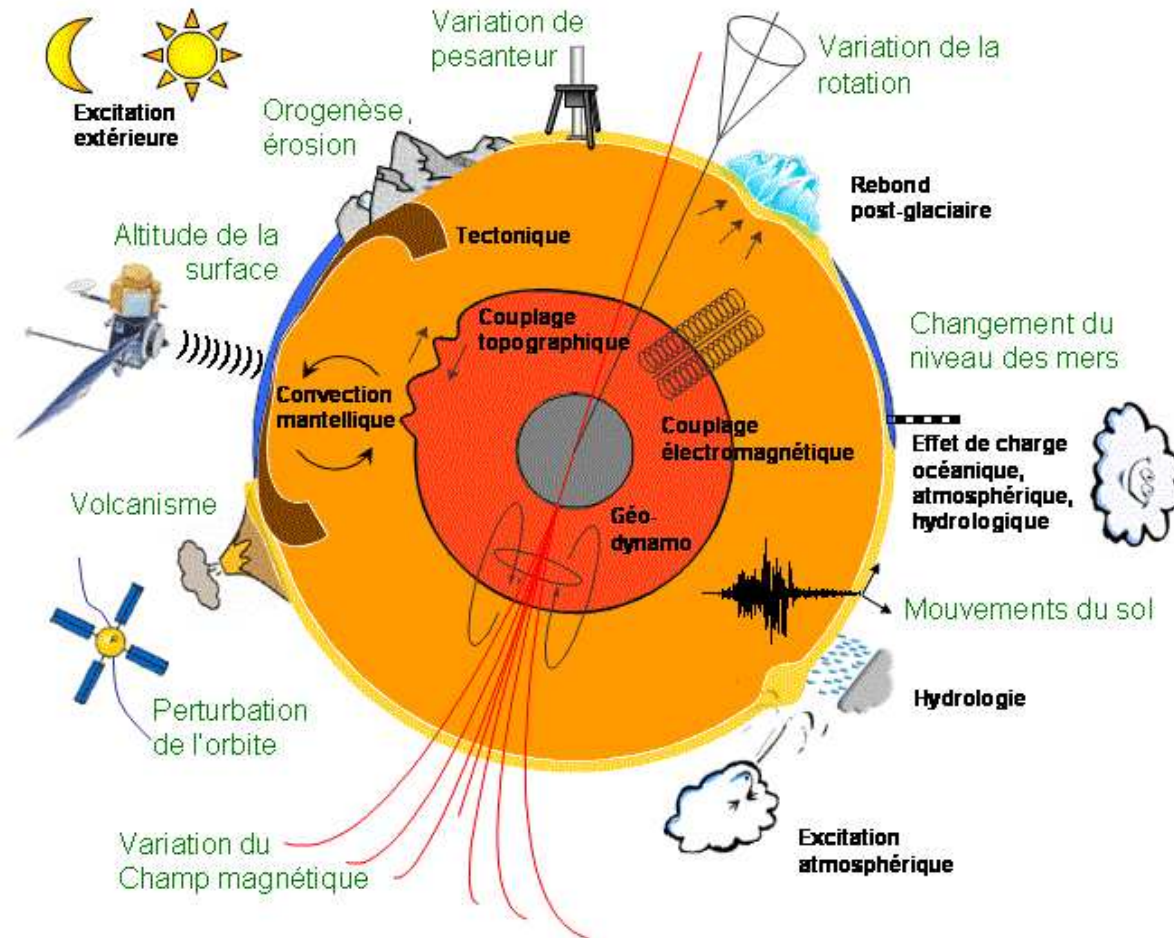 Variation de
pesanteur
Variation de la
rotation
Excitation
extérieure
Orogenèse,
érosion
Rebond
post-glaciaire
Altitude de la
surface
Tectonique
Couplage
topographique
Changement du
niveau des mers
Convection
mantellique
Couplage
électromagnétique
Effet de charge
océanique,
atmosphérique,
hydrologique
Volcanisme
Géo-
dynamo
Mouvements du sol
Hydrologie
Perturbation
de l'orbite
Variation du
Champ magnétique
Excitation
atmosphérique